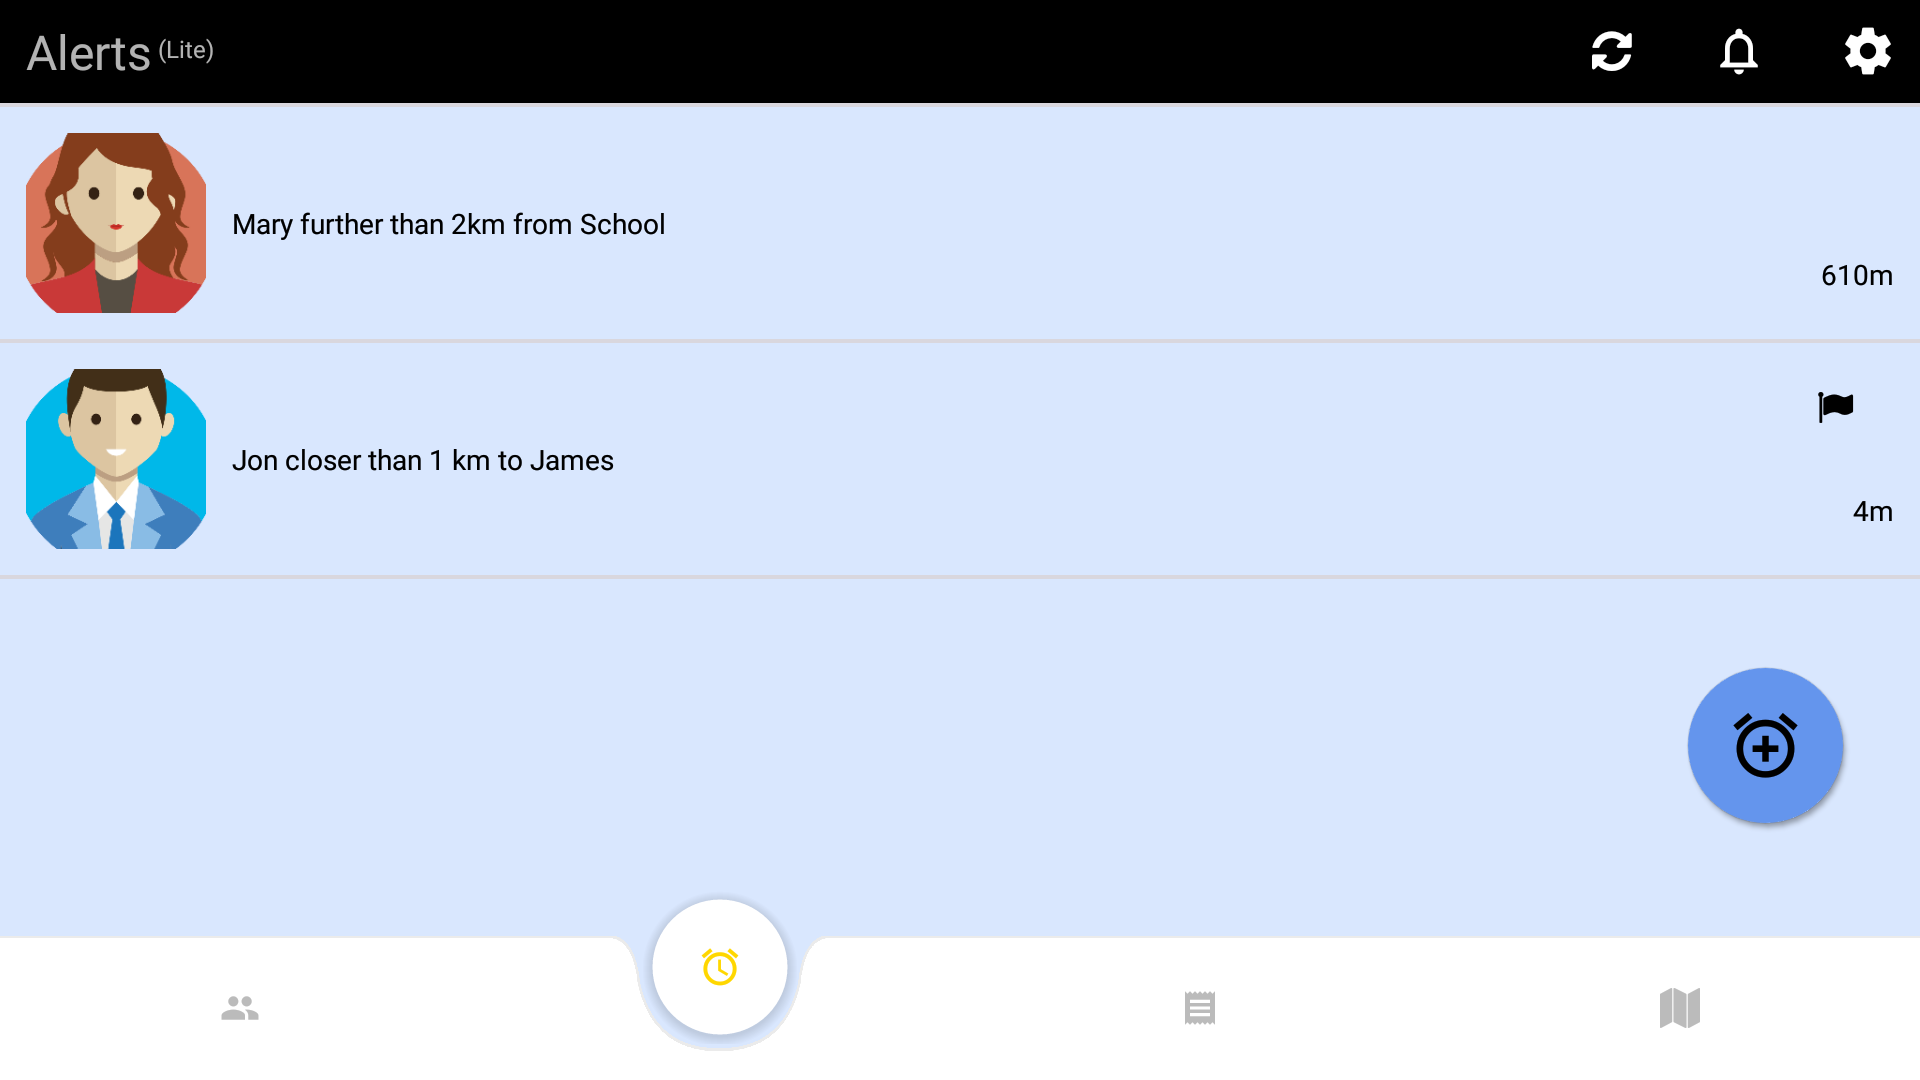 Alerts (Lite)
Mary further than 2km from School
610m
Jon closer than 1 km to James
4m